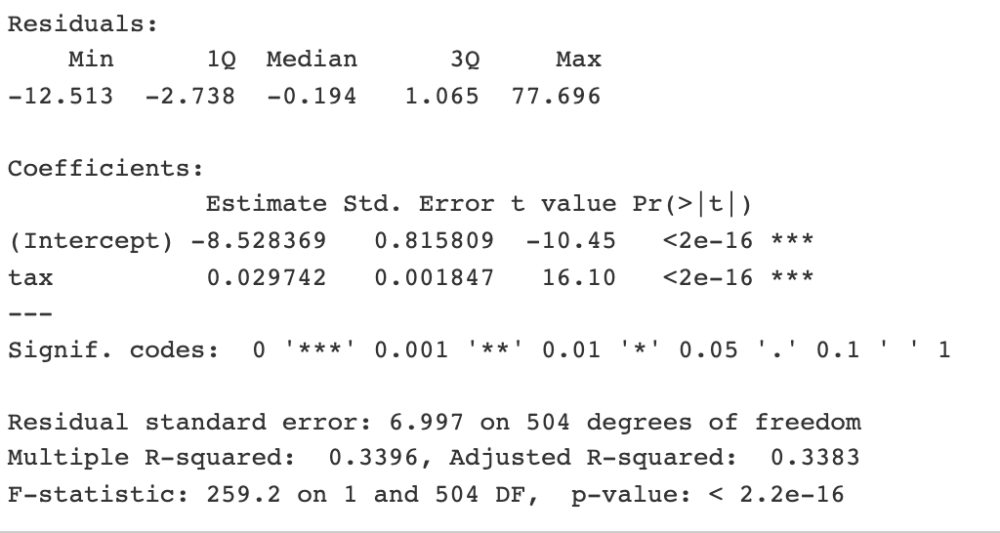 Residuals:
    Min      1Q  Median      3Q     Max
-12.513  -2.738  -0.194   1.065  77.696

Coefficients:
             Estimate Std. Error t value Pr(>|t|)
(Intercept) -8.528369   0.815809  -10.45   <2e-16 ***
tax          0.029742   0.001847   16.10   <2e-16 ***
---
Signif. codes:  0 '***' 0.001 '**' 0.01 '*' 0.05 '.' 0.1 ' ' 1

Residual standard error: 6.997 on 504 degrees of freedom
Multiple R-squared:  0.3396, Adjusted R-squared:  0.3383
F-statistic: 259.2 on 1 and 504 DF,  p-value: < 2.2e-16